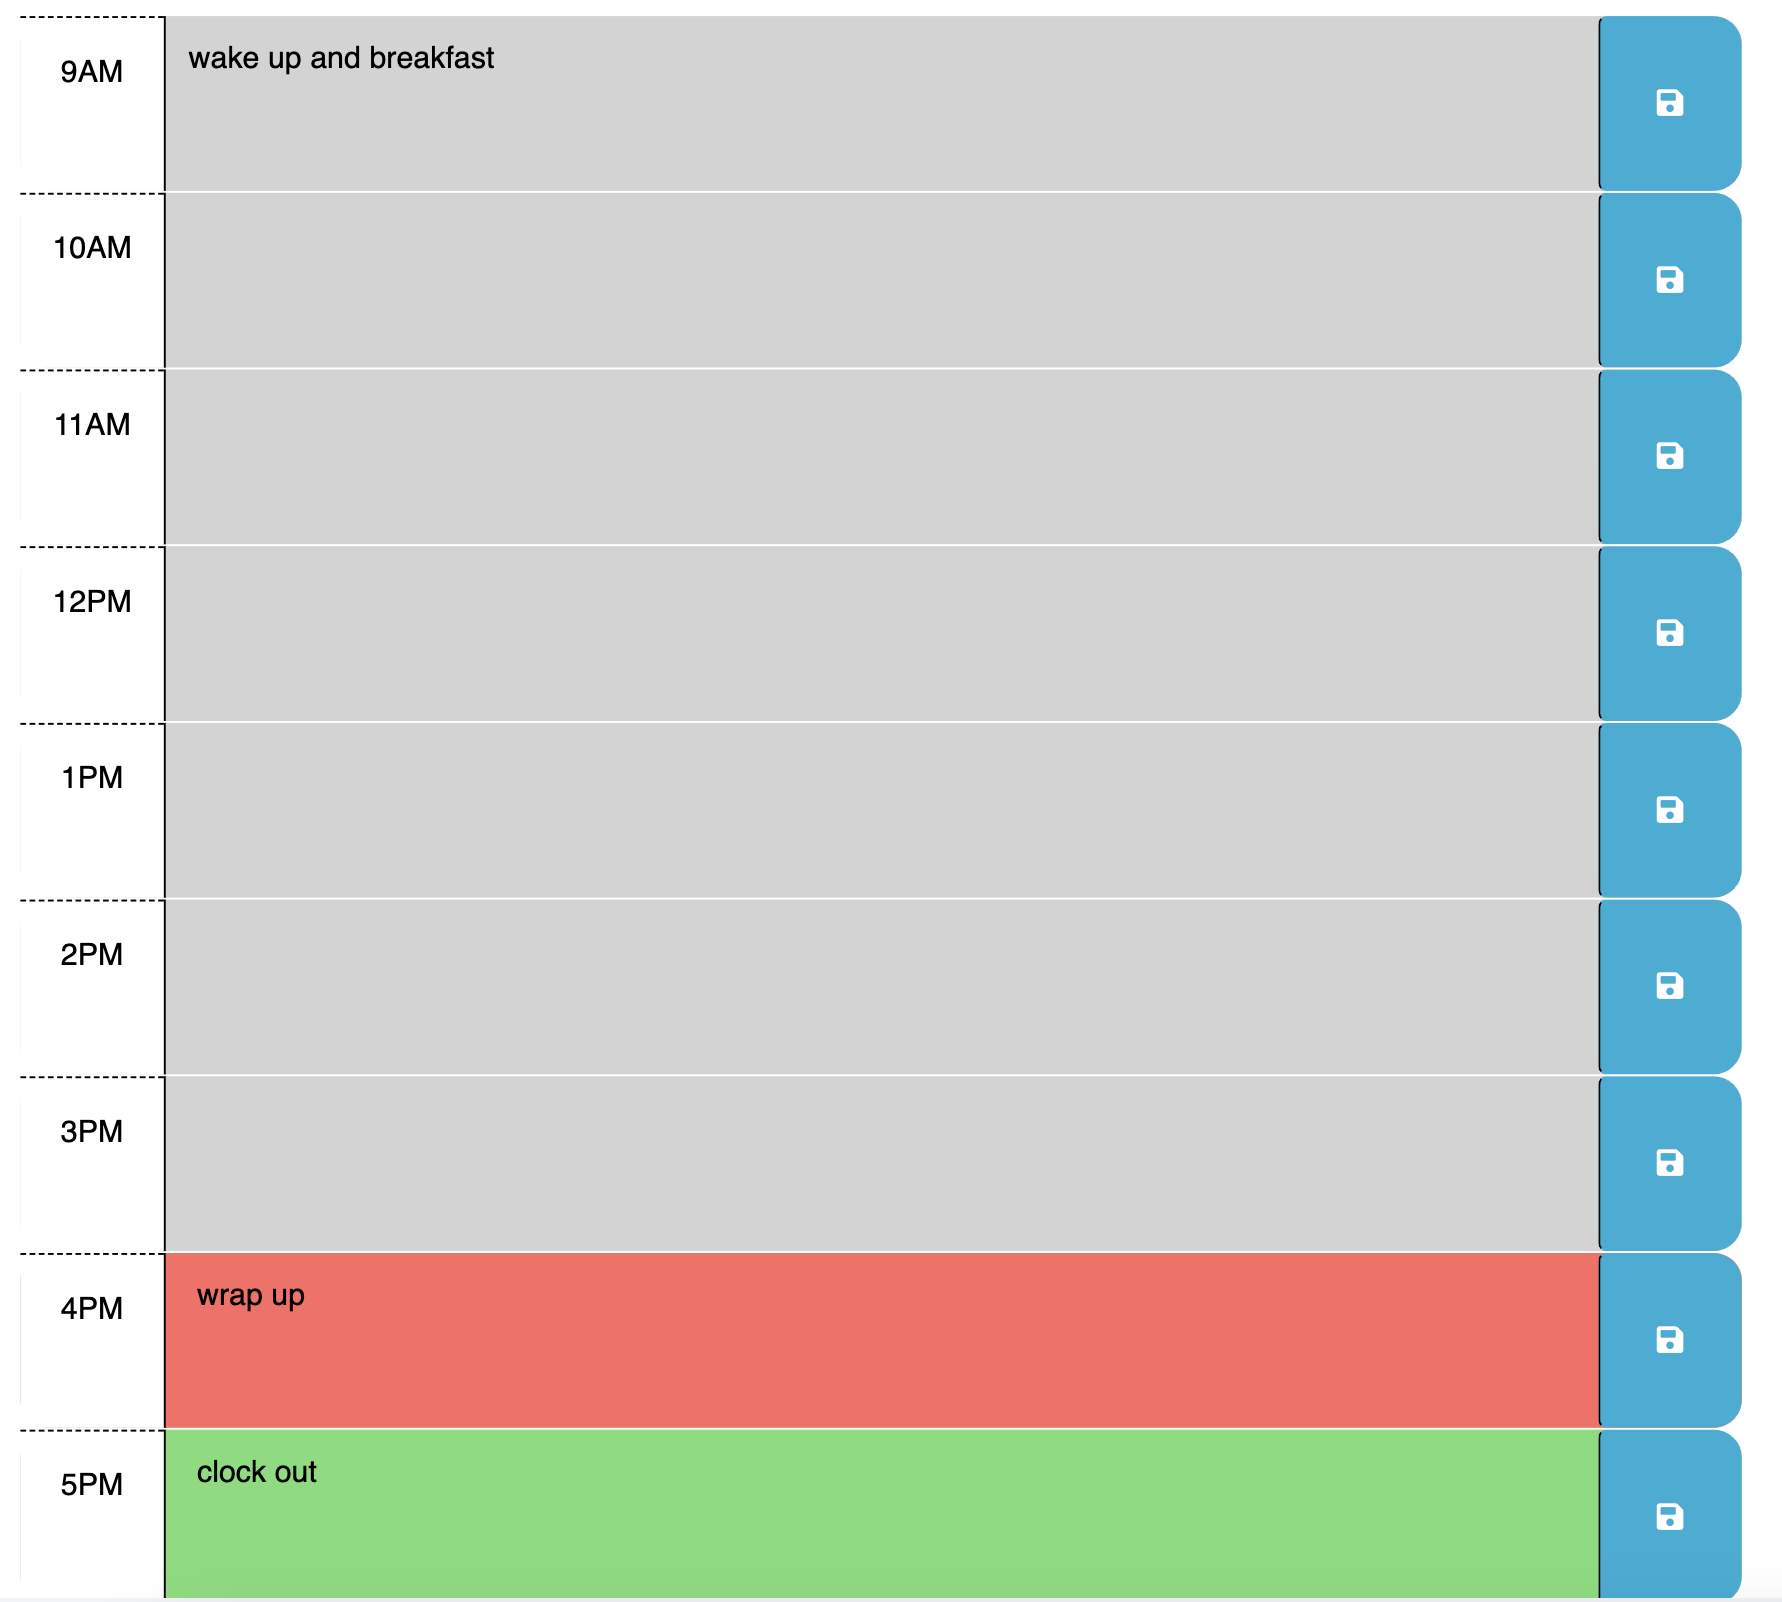 9AM
wake up and breakfast
10AM
11AM
12PM
1PM
2PM
3PM
4PM
wrap up
5PM
clock out